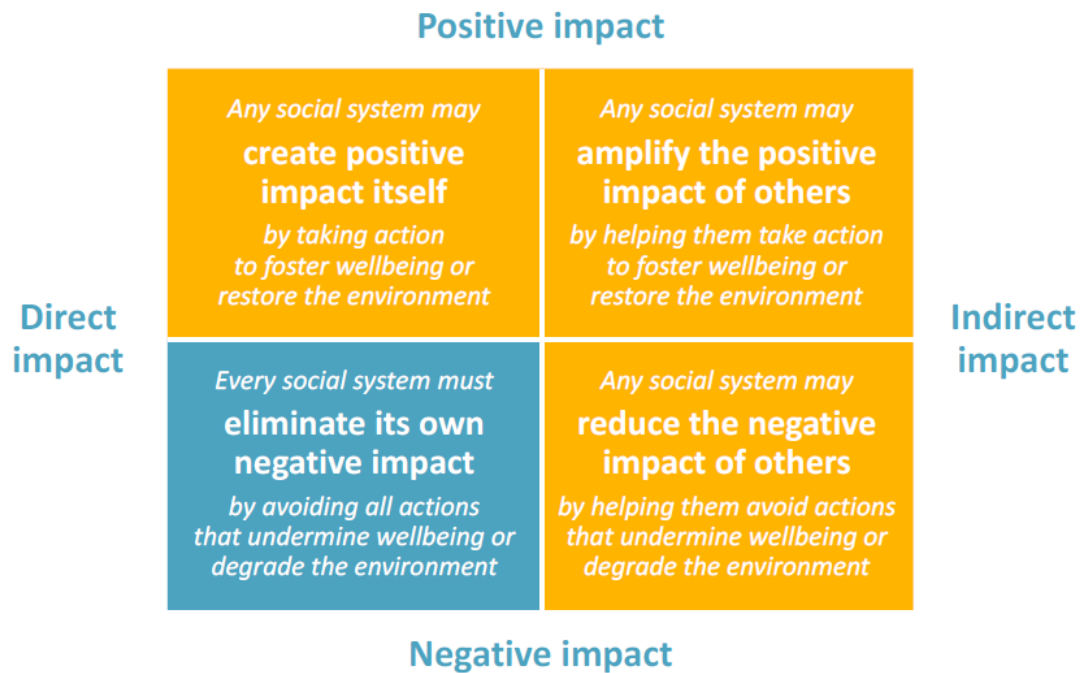 Positive impact
Any social system may
create positive
impact itself
by taking action
to foster wellbeing or
restore the environment
Any social system may
amplify the positive
impact of others
by helping them take action
to foster wellbeing or
restore the environment
Direct
impact
Indirect
impact
Every social system must
eliminate its own
negative impact
by avoiding all actions
that undermine wellbeing or
degrade the environment
Any social system may
reduce the negative
impact of others
by helping them avoid actions
that undermine wellbeing or
degrade the environment
Negative impact